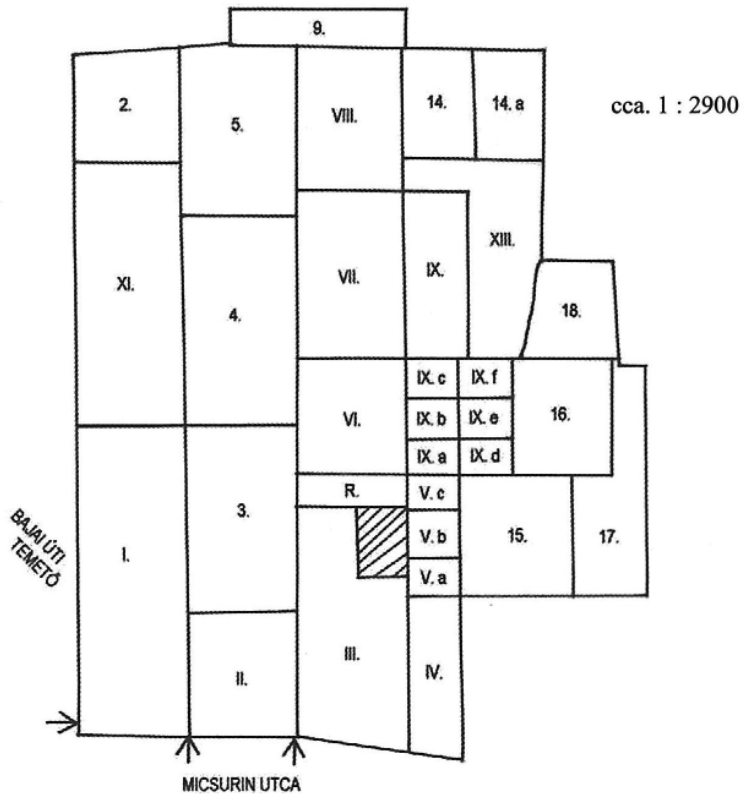 9.
2.
5.
VIII.
14.
14. a
cca. 1 : 2900
XI.
4.
VII.
IX.
XIII.
18.
IX. c
IX. f
VI.
IX. b
IX. e
16.
IX. a
IX. d
R.
V. c
3.
V. b
15.
17.
BAJAI ÚTI
TEMETŐ
I.
V. a
III.
II.
IV.
MICSURIN UTCA